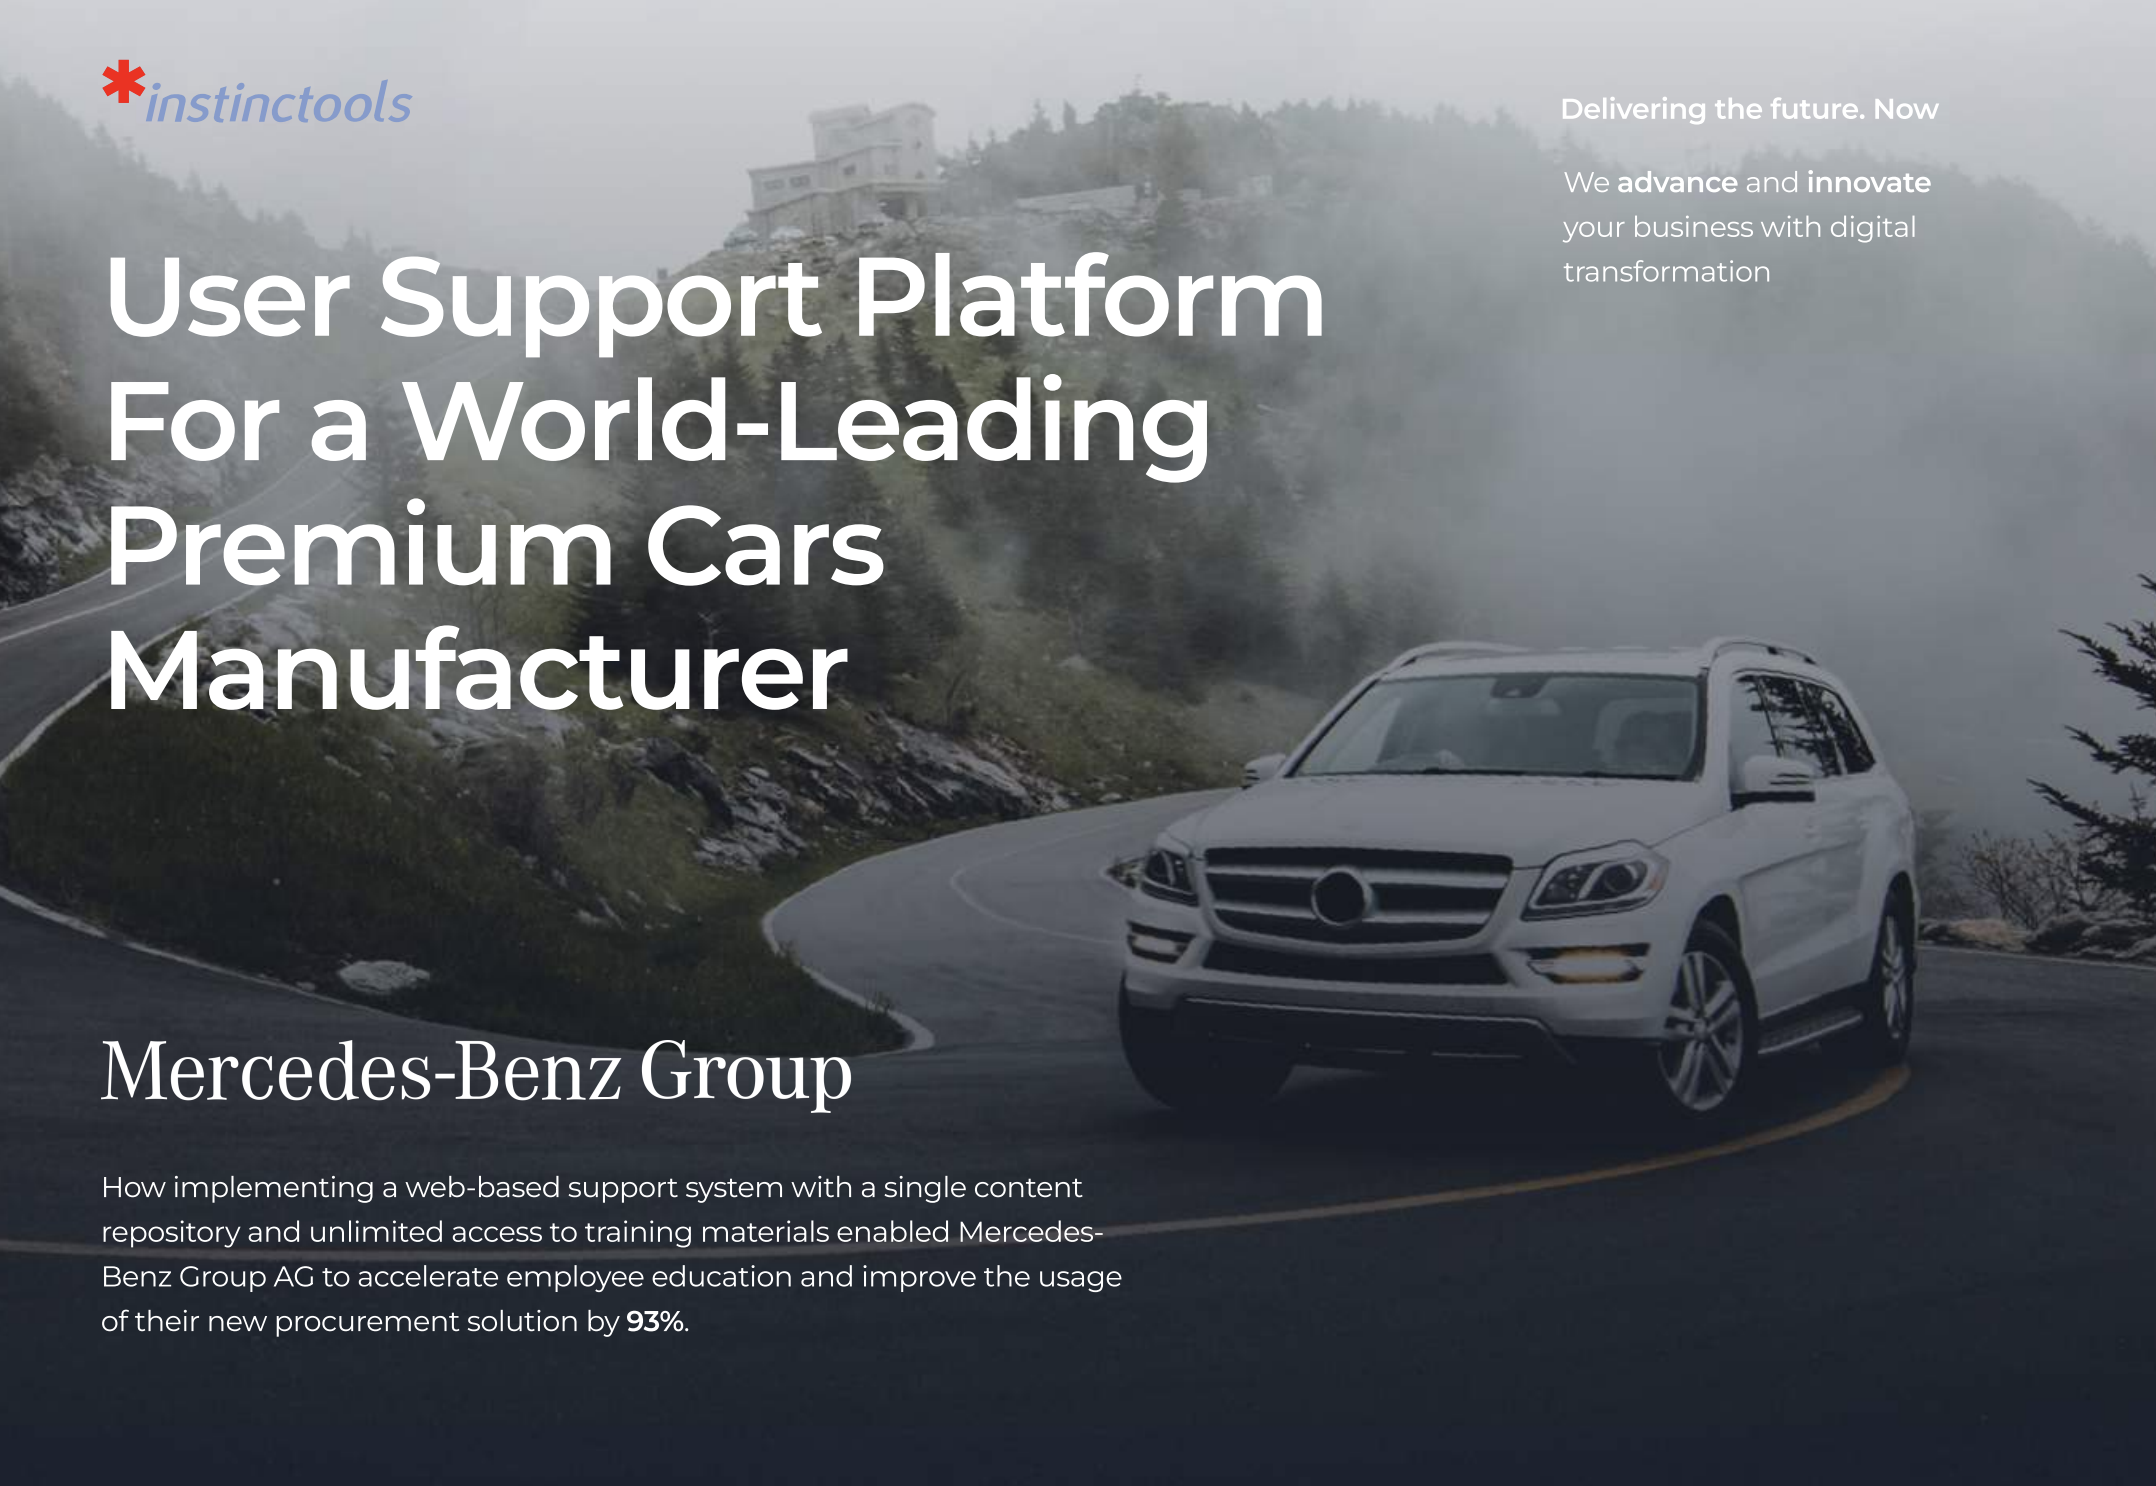 *instinctools
Delivering the future. Now
We advance and innovate
your business with digital
transformation
User Support Platform
For a World-Leading
Premium Cars
Manufacturer
Mercedes-Benz Group
How implementing a web-based support system with a single content
repository and unlimited access to training materials enabled Mercedes-
Benz Group AG to accelerate employee education and improve the usage
of their new procurement solution by 93%.